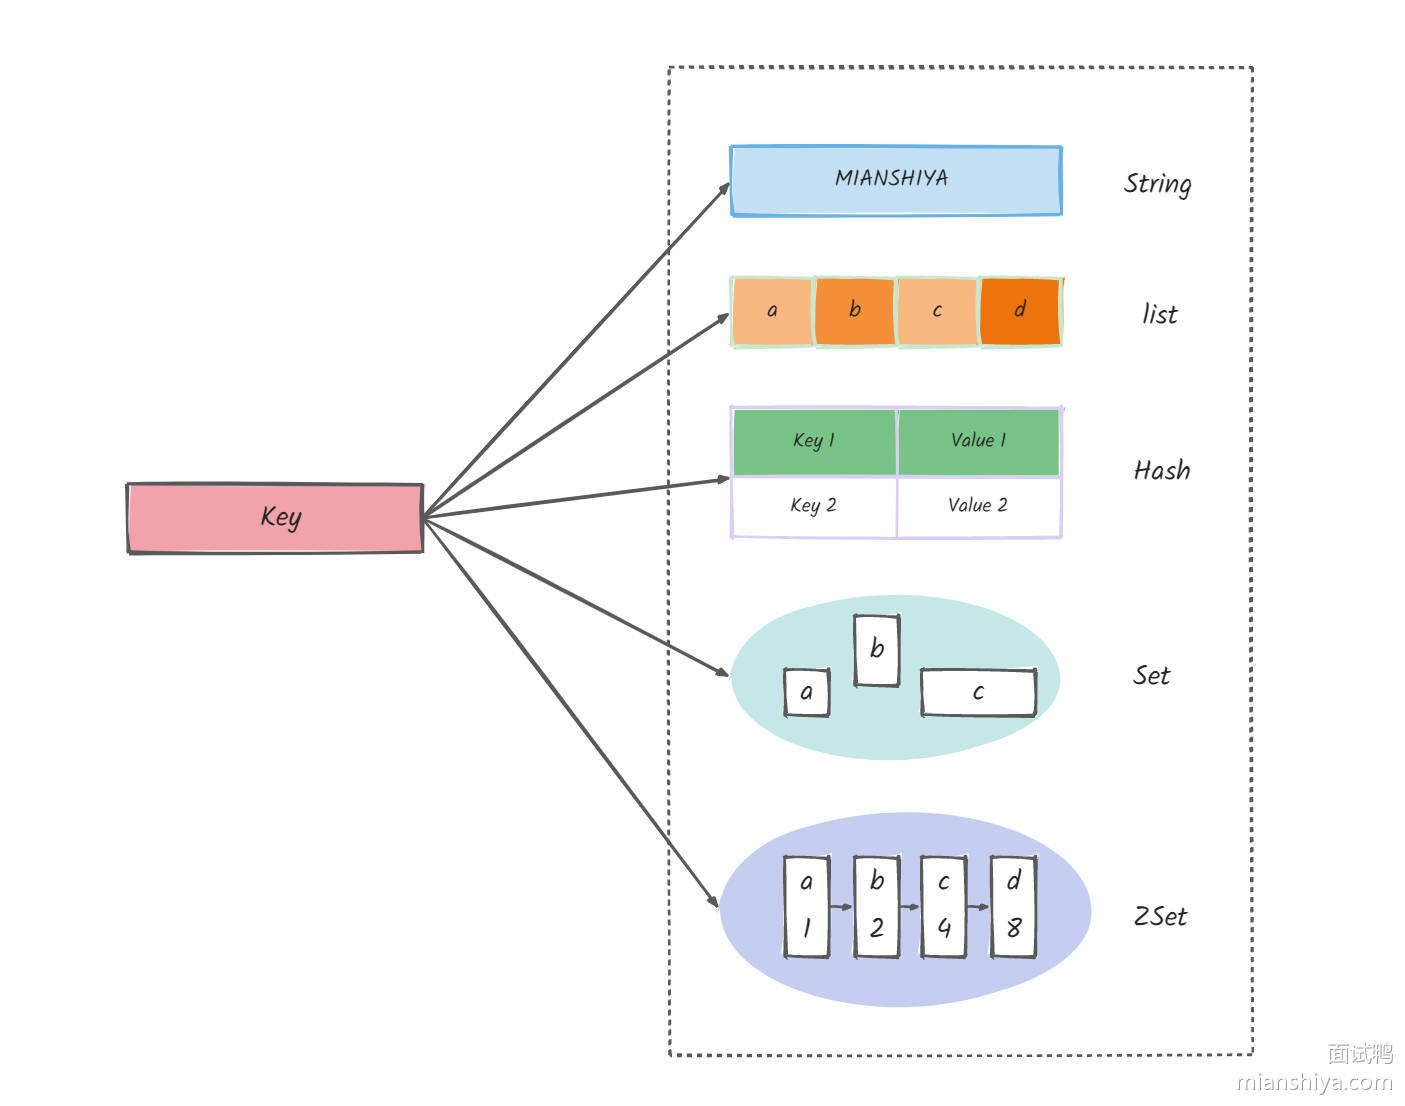 MIANSHIYA
String
a b c d
list
Key 1 Value 1
Hash
Key 2 Value 2
Key
b
a c
Set
a b c d
1 2 4 8
ZSet
面试鸭
mianshiya.com